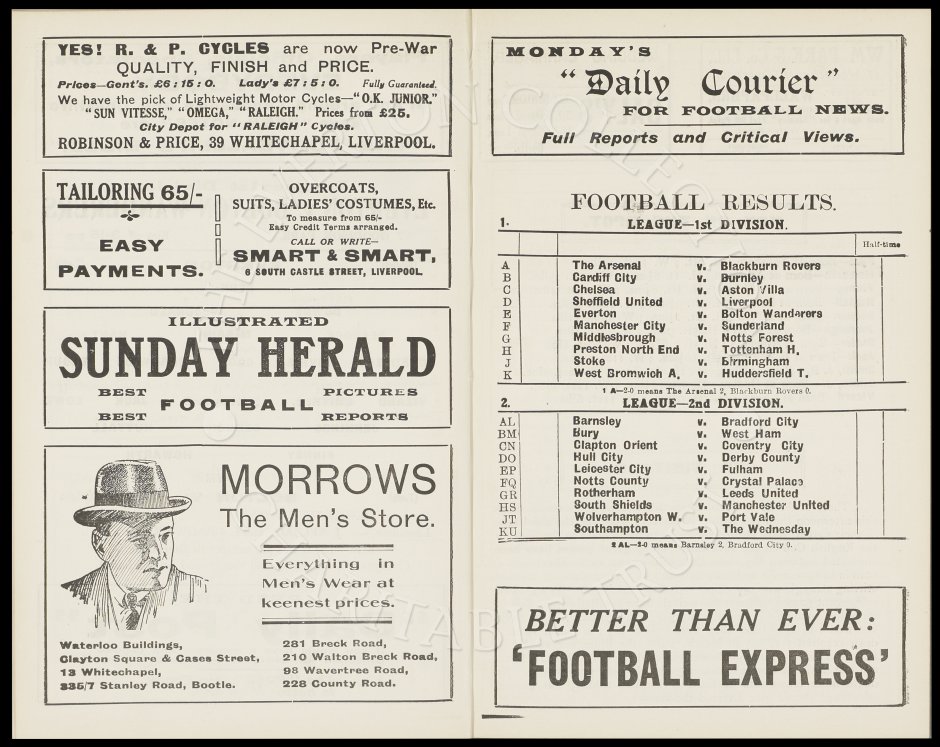 YES! R. & P. CYCLES are now Pre-War
QUALITY, FINISH and PRICE.
Prices—Gent's. £6 : 15 : 0. Lady's £7 : 5 : 0. Fully Guaranteed.
We have the pick of Lightweight Motor Cycles—"O.K. JUNIOR."
"SUN VITESSE," "OMEGA," "RALEIGH." Prices from £25.
City Depot for "RALEIGH" Cycles.
ROBINSON & PRICE, 39 WHITECHAPEL, LIVERPOOL.
TAILORING 65/-
EASY
PAYMENTS.
OVERCOATS,
SUITS, LADIES' COSTUMES, Etc.
To measure from 65/-
Easy Credit Terms arranged.
CALL OR WRITE—
SMART & SMART,
6 SOUTH CASTLE STREET, LIVERPOOL
ILLUSTRATED
SUNDAY HERALD
BEST PICTURES
FOOTBALL
BEST REPORTS
MORROWS
The Men's Store.
Everything in
Men's Wear at
keenest prices.
Waterloo Buildings,
Clayton Square & Cases Street,
13 Whitechapel,
335/7 Stanley Road, Bootle.
281 Breck Road,
210 Walton Breck Road,
98 Wavertree Road,
228 County Road.
MONDAY'S
"Daily Courier"
FOR FOOTBALL NEWS.
Full Reports and Critical Views.
FOOTBALL RESULTS.
1. LEAGUE—1st DIVISION.
Half-time
A The Arsenal v. Blackburn Rovers
B Cardiff City v. Burnley
C Chelsea v. Aston Villa
D Sheffield United v. Liverpool
E Everton v. Bolton Wanderers
F Manchester City v. Sunderland
G Middlesbrough v. Notts Forest
H Preston North End v. Tottenham H.
J Stoke v. Birmingham
K West Bromwich A. v. Huddersfield T.
1 A—2-0 means The Arsenal 2, Blackburn Rovers 0.
2. LEAGUE—2nd DIVISION.
AL Barnsley v. Bradford City
BM Bury v. West Ham
CN Clapton Orient v. Coventry City
DO Hull City v. Derby County
EP Leicester City v. Fulham
FQ Notts County v. Crystal Palace
GR Rotherham v. Leeds United
HS South Shields v. Manchester United
JT Wolverhampton W. v. Port Vale
KU Southampton v. The Wednesday
2 AL—2-0 means Barnsley 2, Bradford City 0.
BETTER THAN EVER:
'FOOTBALL EXPRESS'
THE EVERTON COLLECTION
CHARITABLE TRUST